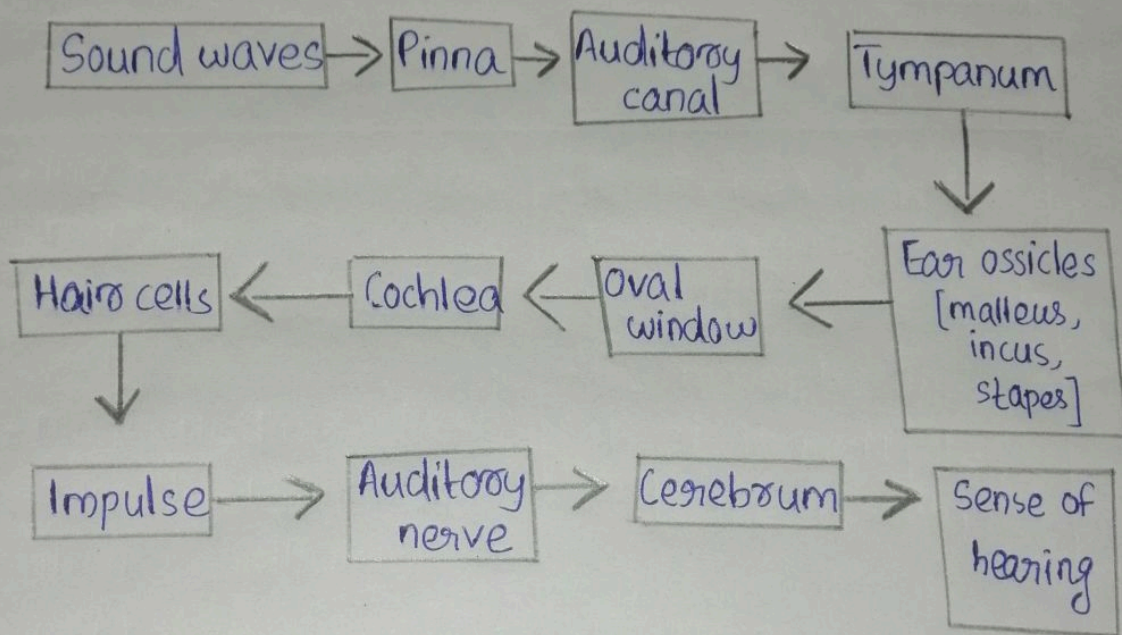 Sound waves
Pinna
Auditory
canal
Tympanum
Ear ossicles
[malleus,
incus,
stapes]
Oval
window
Cochlea
Hair cells
Impulse
Auditory
nerve
Cerebrum
Sense of
hearing